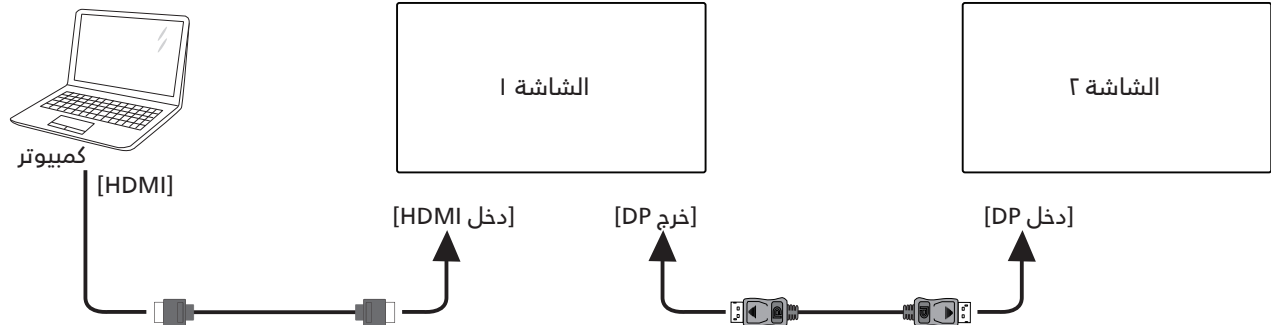 الشاشة ١
الشاشة ٢
كمبيوتر
[HDMI]
[دخل HDMI]
[خرج DP]
[دخل DP]